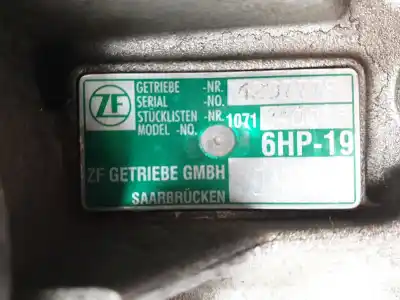 ZF
GETRIEBE -NR.
SERIAL -NO.
STÜCKLISTEN -NR.
MODEL -NO. 1071
6HP-19
ZF GETRIEBE GMBH
SAARBRÜCKEN